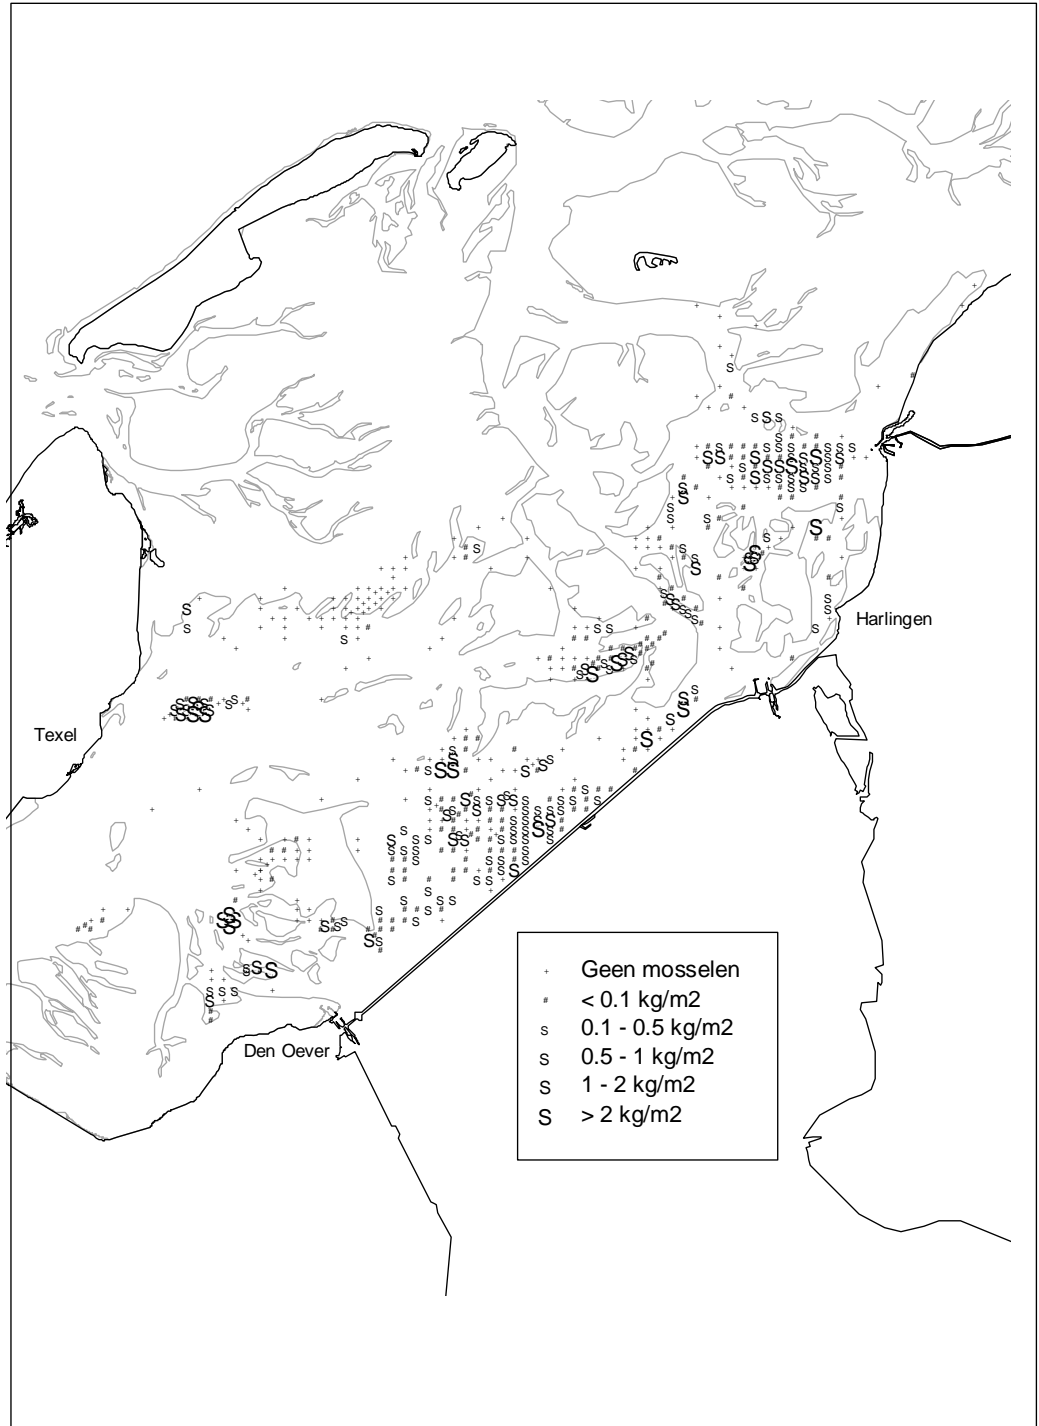 Harlingen
Texel
Den Oever
+ Geen mosselen
# < 0.1 kg/m2
S 0.1 - 0.5 kg/m2
S 0.5 - 1 kg/m2
S 1 - 2 kg/m2
S > 2 kg/m2